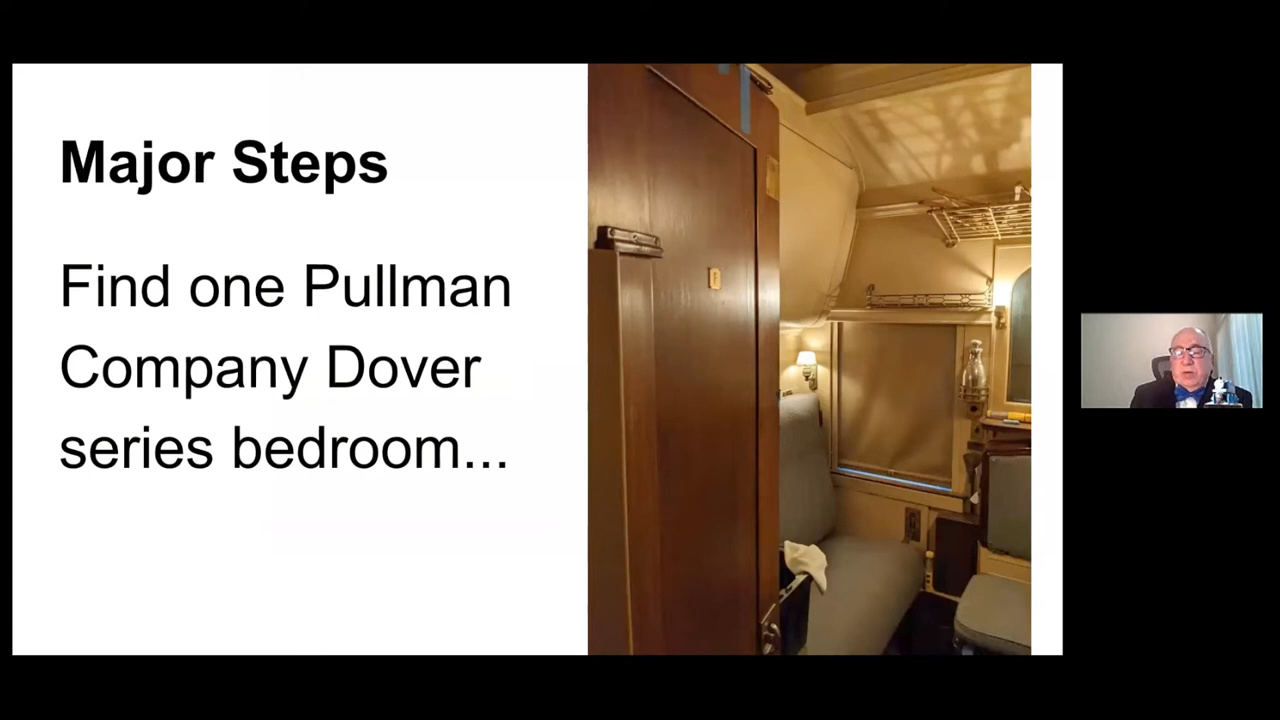 Major Steps
Find one Pullman
Company Dover
series bedroom...